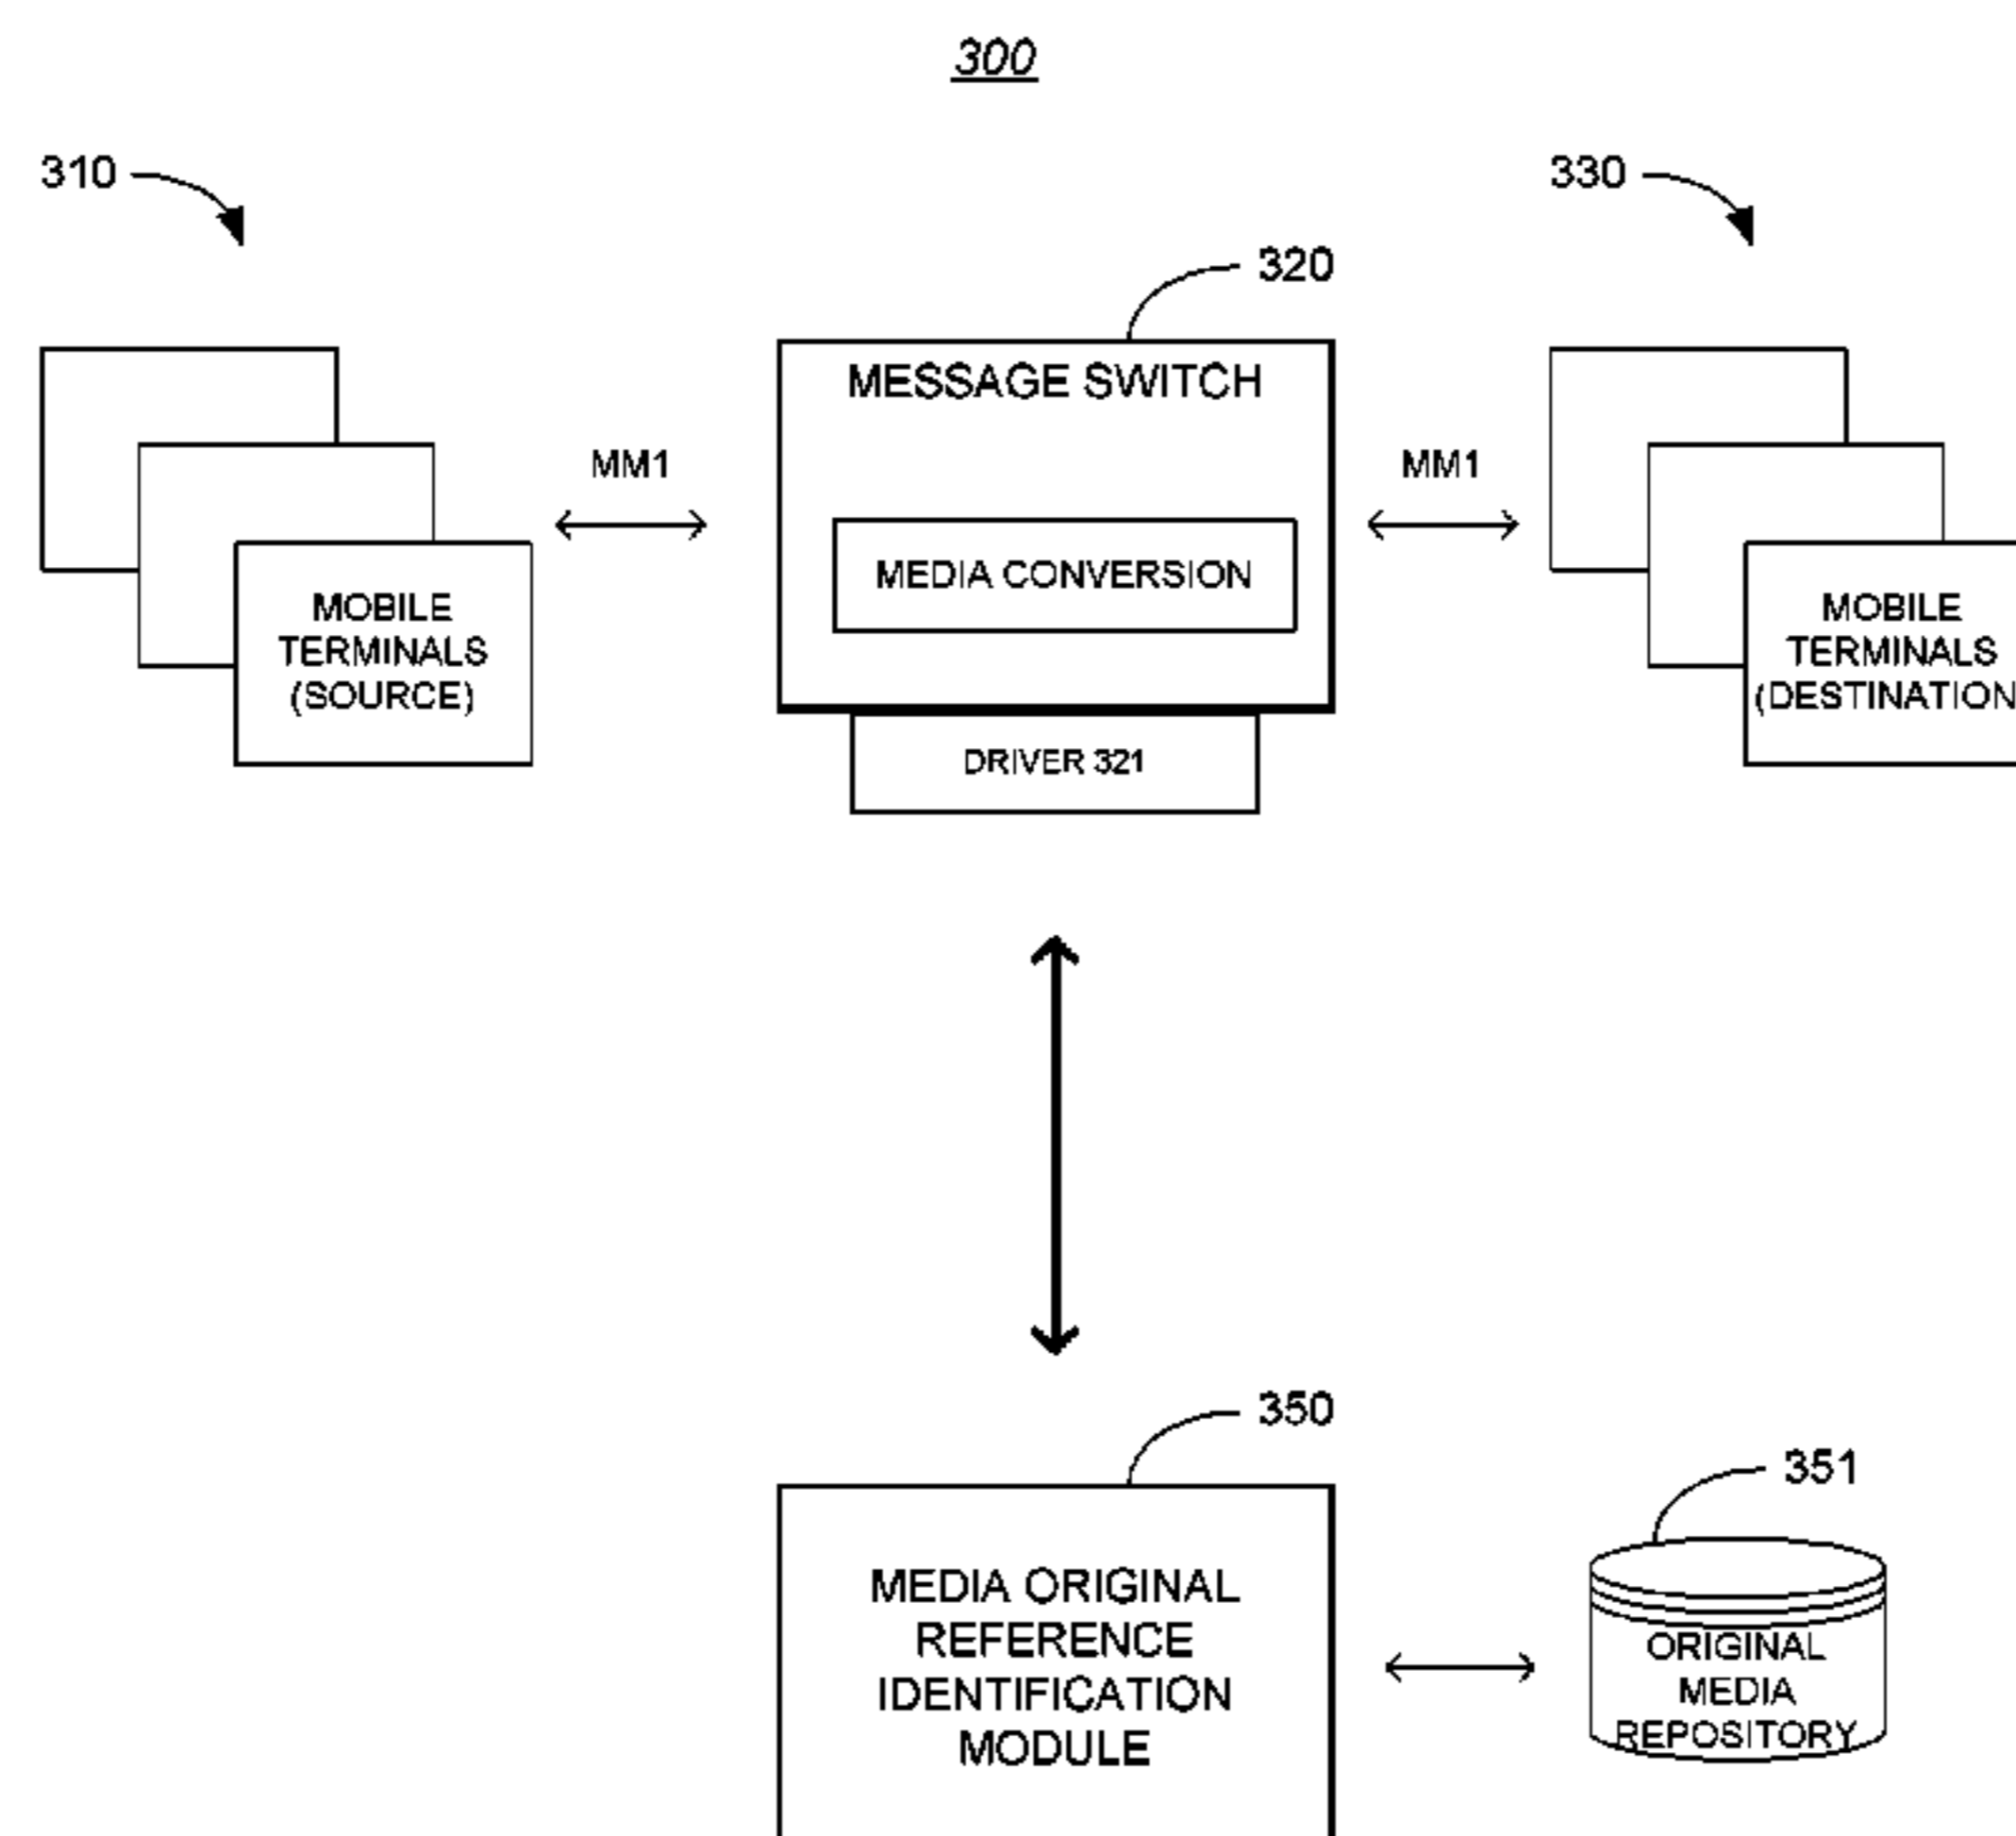 300
310
330
320
MESSAGE SWITCH
MM1
MM1
MEDIA CONVERSION
MOBILE
TERMINALS
(SOURCE)
MOBILE
TERMINALS
(DESTINATION
DRIVER 321
350
351
MEDIA ORIGINAL
REFERENCE
IDENTIFICATION
MODULE
ORIGINAL
MEDIA
REPOSITORY